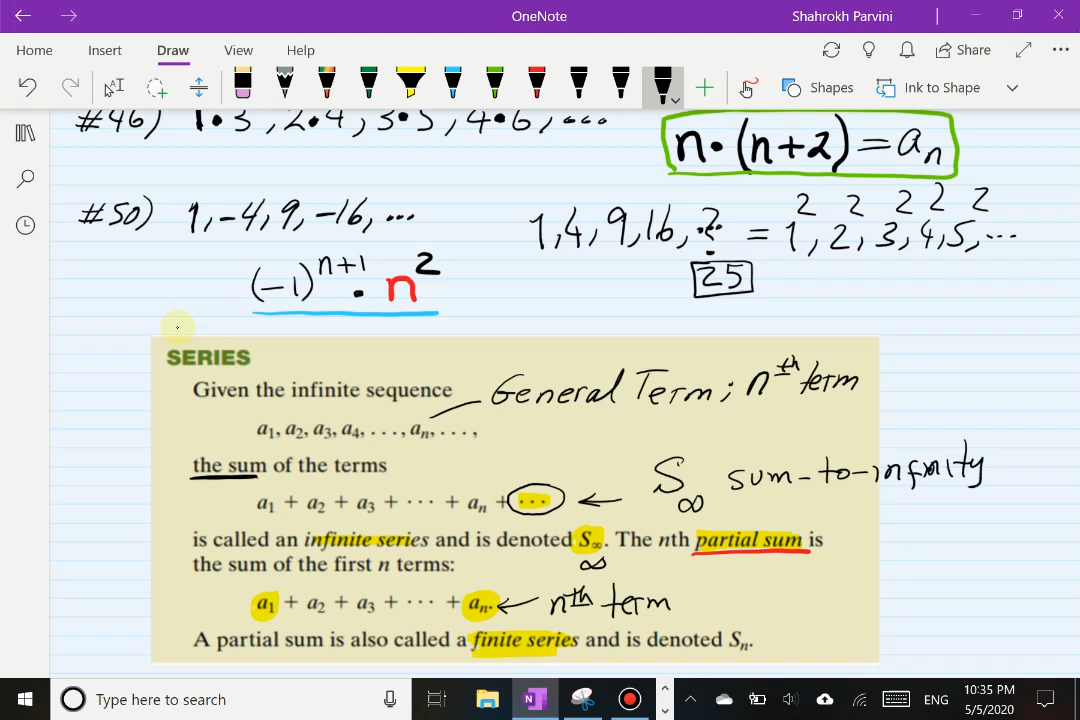 OneNote
Shahrokh Parvini
Home Insert Draw View Help
Share
Shapes
Ink to Shape
#46) 1•3, 2•4, 3•5, 4•6, ...
n•(n+2) = aₙ
#50) 1, -4, 9, -16, ...
1, 4, 9, 16, ? = 1², 2², 3², 4², 5², ...
25
(-1)ⁿ⁺¹ • n²
SERIES
Given the infinite sequence
General Term; nth term
a₁, a₂, a₃, a₄, . . . , aₙ, . . . ,
the sum of the terms
a₁ + a₂ + a₃ + · · · + aₙ + · · ·
S∞ sum-to-infinity
is called an infinite series and is denoted S∞. The nth partial sum is
∞
the sum of the first n terms:
a₁ + a₂ + a₃ + · · · + aₙ.
nth term
A partial sum is also called a finite series and is denoted Sₙ.
Type here to search
ENG
10:35 PM
5/5/2020